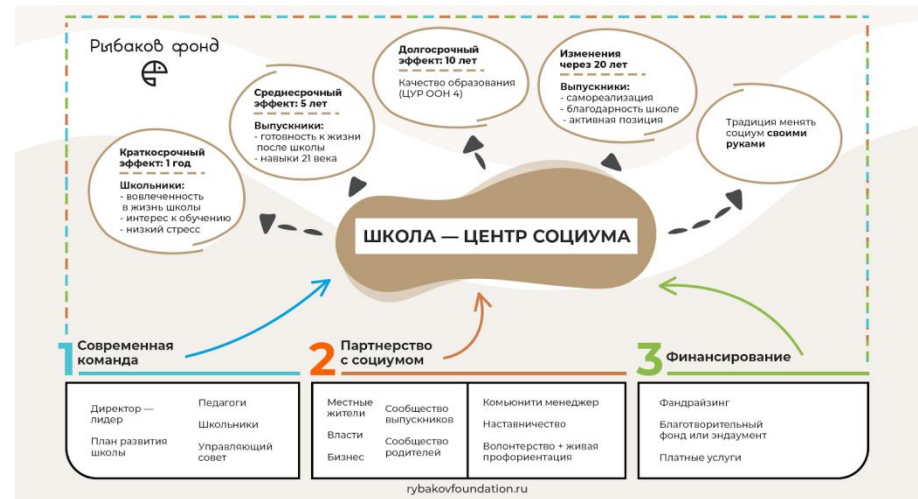 Рыбаков фонд
Краткосрочный
эффект: 1 год
Школьники:
- вовлеченность
в жизнь школы
- интерес к обучению
- низкий стресс
Среднесрочный
эффект: 5 лет
Выпускники:
- готовность к жизни
после школы
- навыки 21 века
Долгосрочный
эффект: 10 лет
Качество образования
(ЦУР ООН 4)
Изменения
через 20 лет
Выпускники:
- самореализация
- благодарность школе
- активная позиция
Традиция менять
социум своими
руками
ШКОЛА — ЦЕНТР СОЦИУМА
1 Современная
команда
Директор —
лидер
План развития
школы
Педагоги
Школьники
Управляющий
совет
2 Партнерство
с социумом
Местные
жители
Власти
Бизнес
Сообщество
выпускников
Сообщество
родителей
Комьюнити менеджер
Наставничество
Волонтерство + живая
профориентация
3 Финансирование
Фандрайзинг
Благотворительный
фонд или эндаумент
Платные услуги
rybakovfoundation.ru